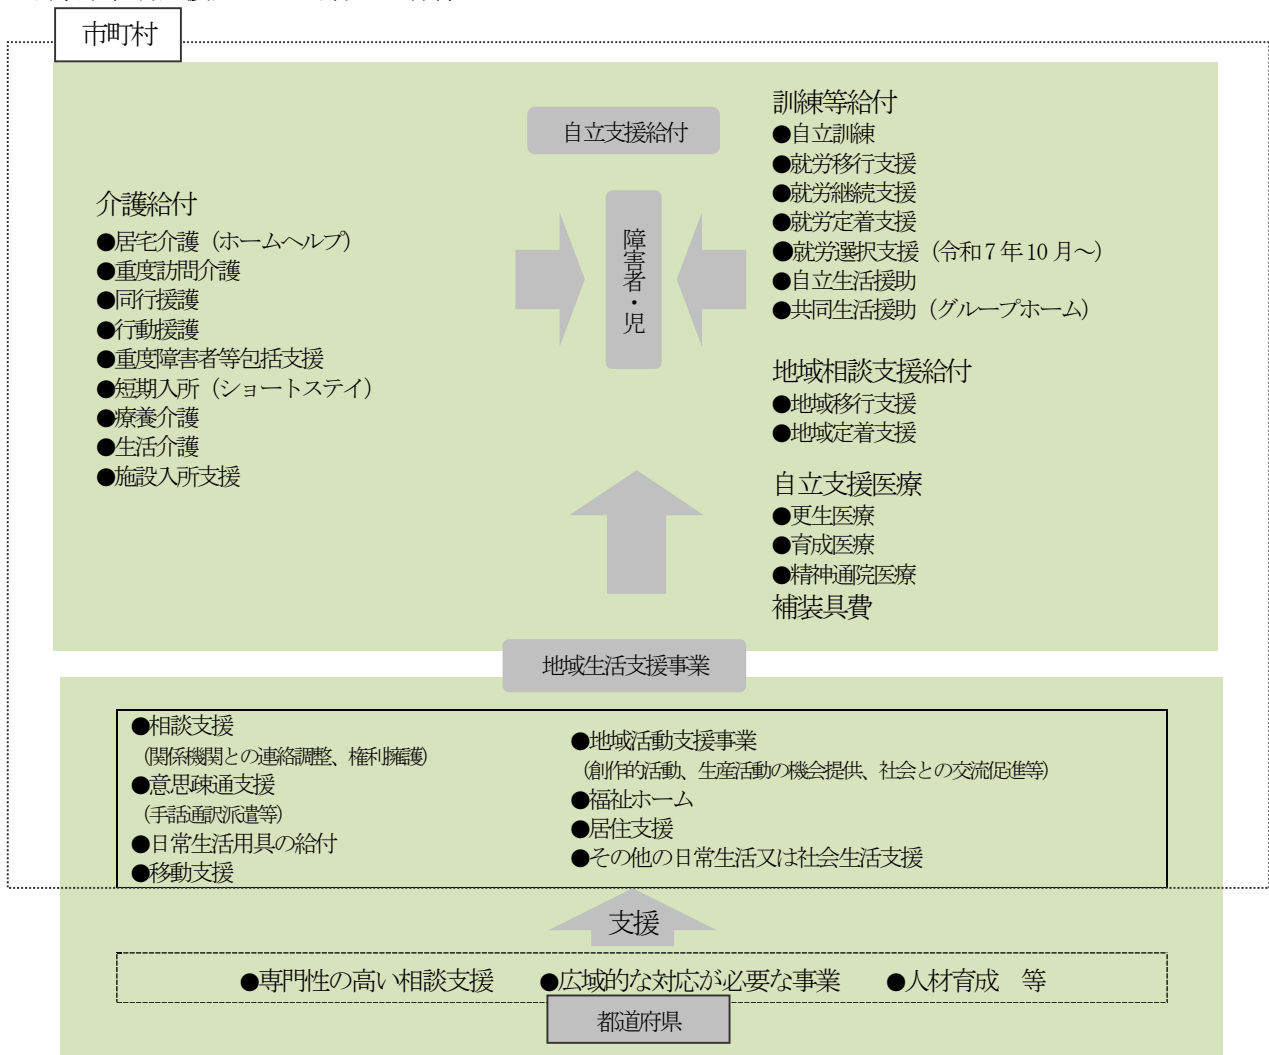 市町村
自立支援給付
介護給付
●居宅介護（ホームヘルプ）
●重度訪問介護
●同行援護
●行動援護
●重度障害者等包括支援
●短期入所（ショートステイ）
●療養介護
●生活介護
●施設入所支援
障害者・児
訓練等給付
●自立訓練
●就労移行支援
●就労継続支援
●就労定着支援
●就労選択支援（令和7年10月～）
●自立生活援助
●共同生活援助（グループホーム）
地域相談支援給付
●地域移行支援
●地域定着支援
自立支援医療
●更生医療
●育成医療
●精神通院医療
補装具費
地域生活支援事業
●相談支援
（関係機関との連絡調整、権利擁護）
●意思疎通支援
（手話通訳派遣等）
●日常生活用具の給付
●移動支援
●地域活動支援事業
（創作的活動、生産活動の機会提供、社会との交流促進等）
●福祉ホーム
●居住支援
●その他の日常生活又は社会生活支援
支援
●専門性の高い相談支援　●広域的な対応が必要な事業　●人材育成　等
都道府県